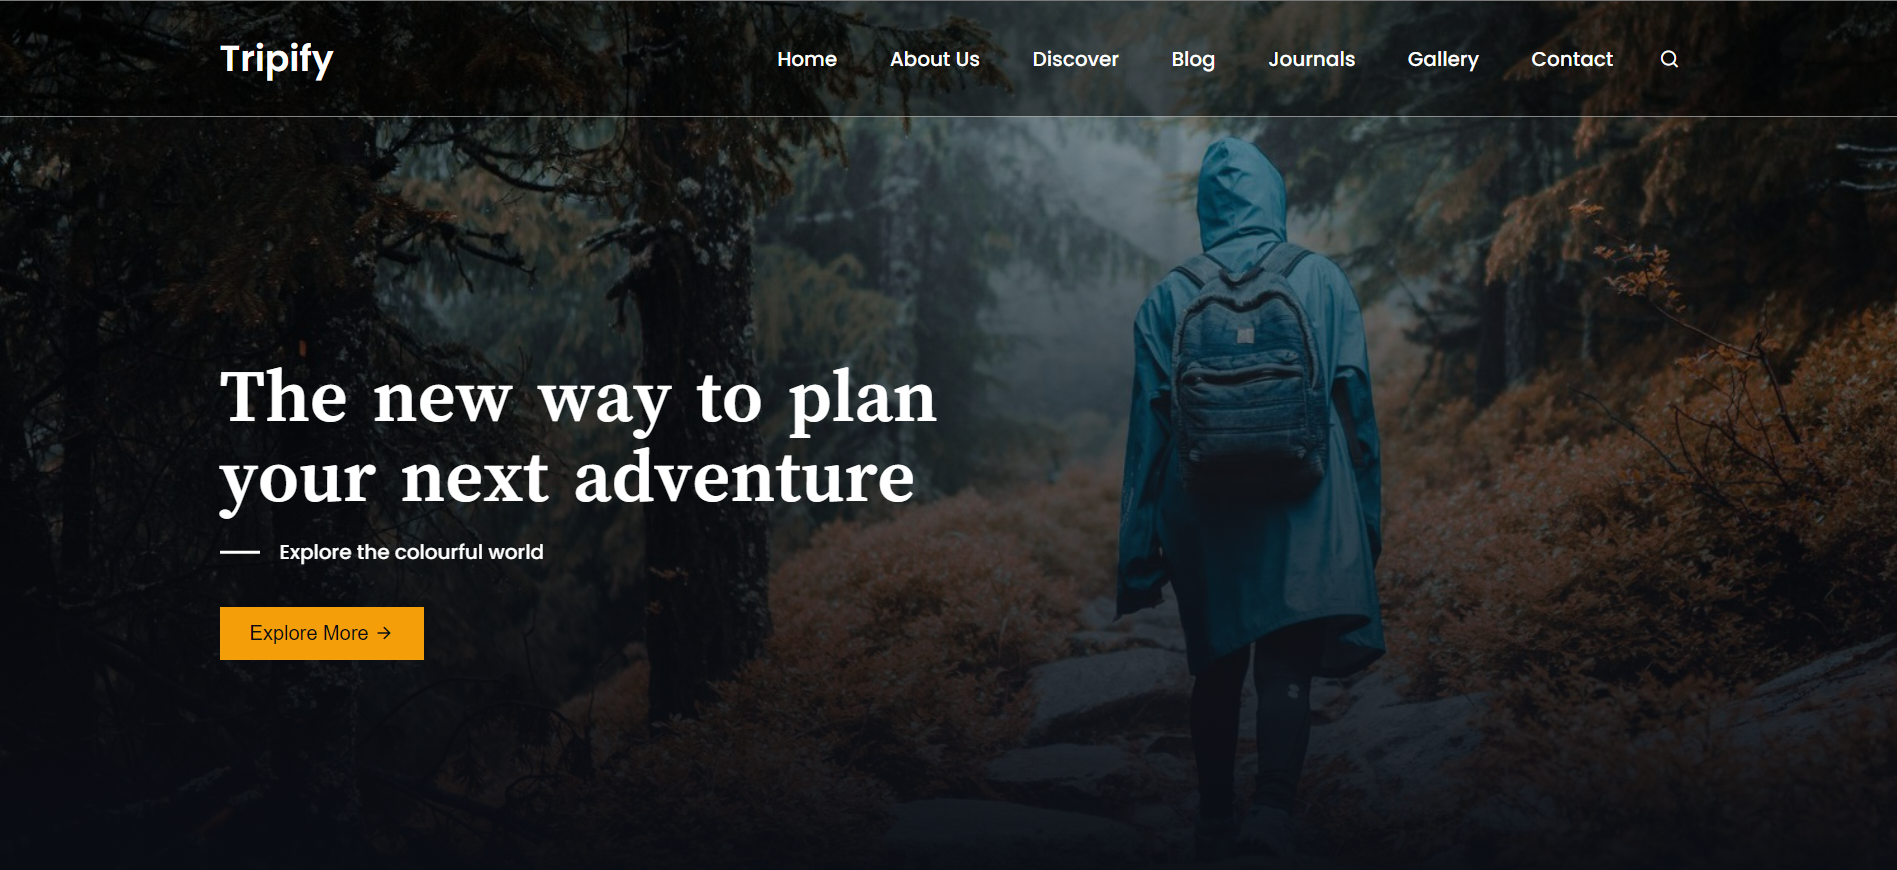 Tripify
Home About Us Discover Blog Journals Gallery Contact
The new way to plan
your next adventure
Explore the colourful world
Explore More →